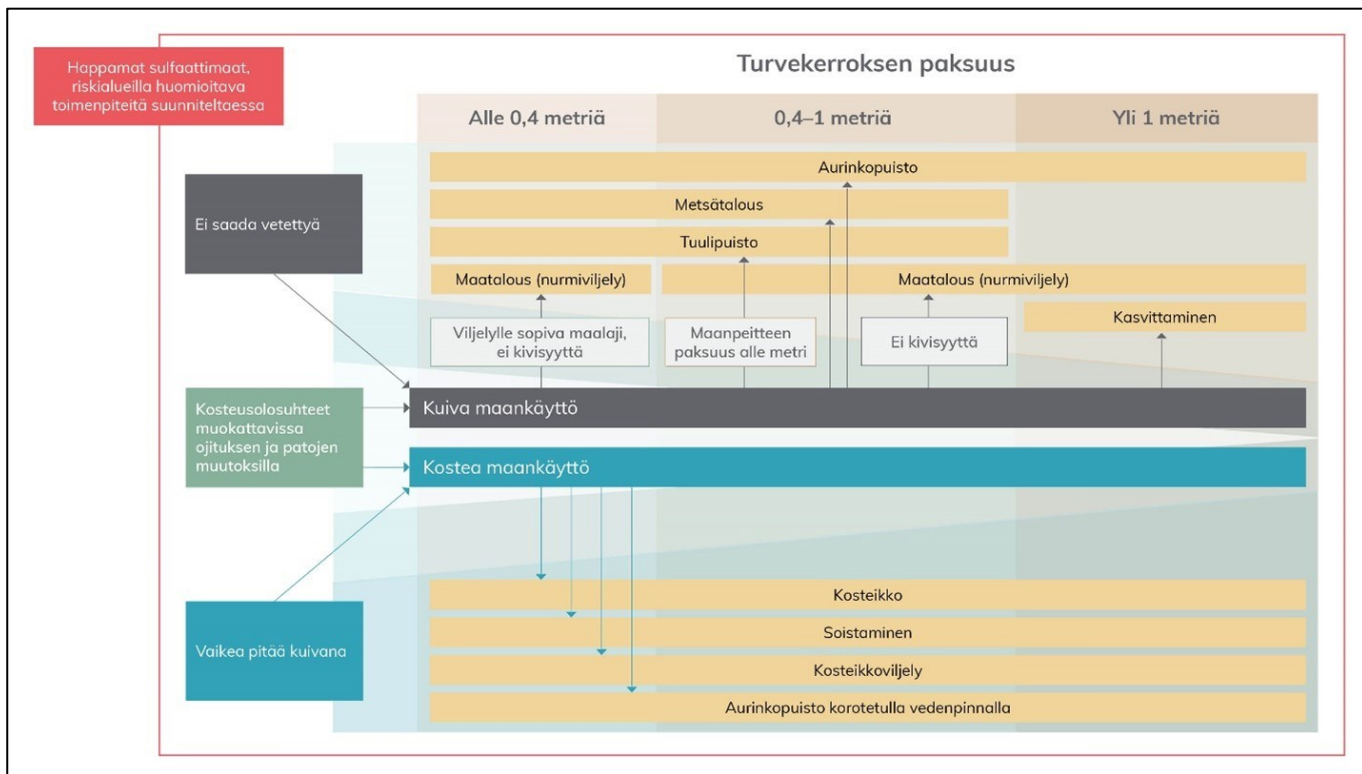 Happamat sulfaattimaat,
riskialueilla huomioitava
toimenpiteitä suunniteltaessa
Turvekerroksen paksuus
Alle 0,4 metriä
0,4–1 metriä
Yli 1 metriä
Aurinkopuisto
Metsätalous
Ei saada vetettyä
Tuulipuisto
Maatalous (nurmiviljely)
Maatalous (nurmiviljely)
Kasvittaminen
Viljelylle sopiva maalaji,
ei kivisyyttä
Maanpeitteen
paksuus alle metri
Ei kivisyyttä
Kosteusolosuhteet
muokattavissa
ojituksen ja patojen
muutoksilla
Kuiva maankäyttö
Kostea maankäyttö
Kosteikko
Soistaminen
Vaikea pitää kuivana
Kosteikkoviljely
Aurinkopuisto korotetulla vedenpinnalla